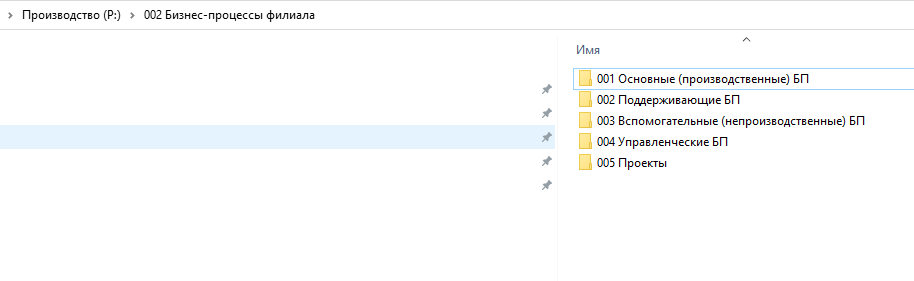 Производство (P:) > 002 Бизнес-процессы филиала
Имя
001 Основные (производственные) БП
002 Поддерживающие БП
003 Вспомогательные (непроизводственные) БП
004 Управленческие БП
005 Проекты